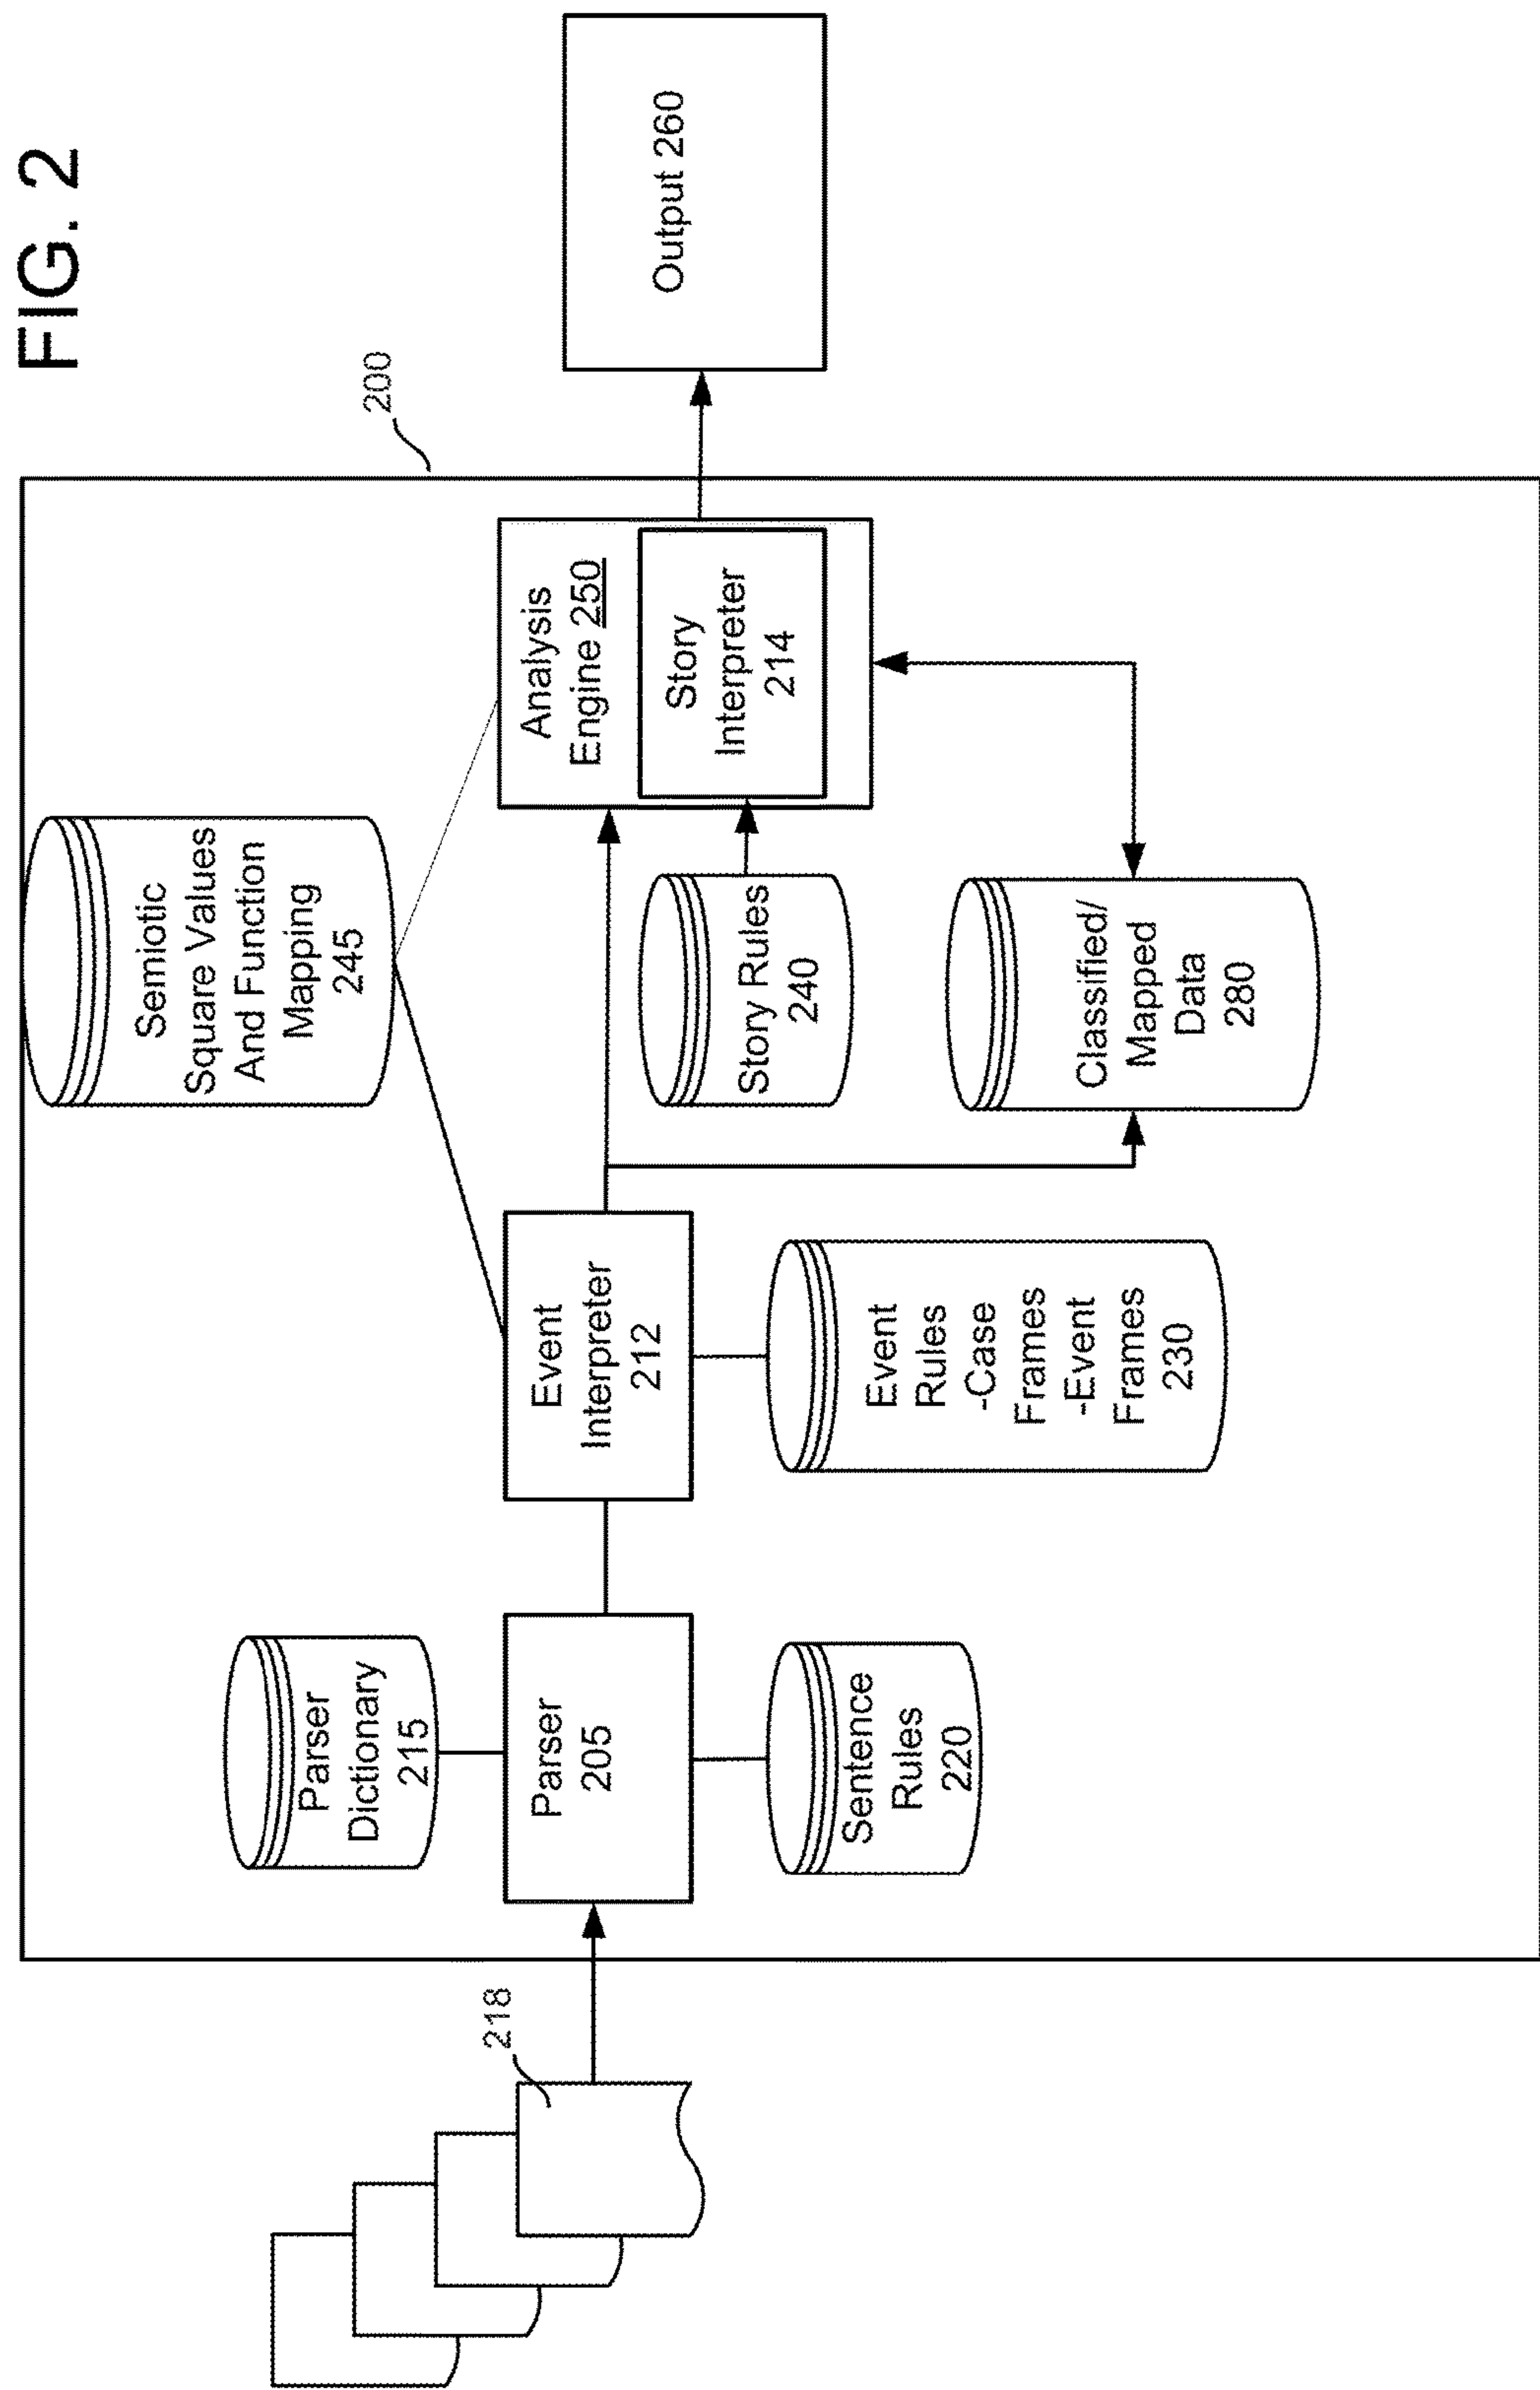 FIG. 2
200
218
Parser
Dictionary
215
Parser
205
Sentence
Rules
220
Event
Interpreter
212
Event
Rules
-Case
Frames
-Event
Frames
230
Semiotic
Square Values
And Function
Mapping
245
Analysis
Engine 250
Story
Interpreter
214
Story Rules
240
Classified/
Mapped
Data
280
Output 260